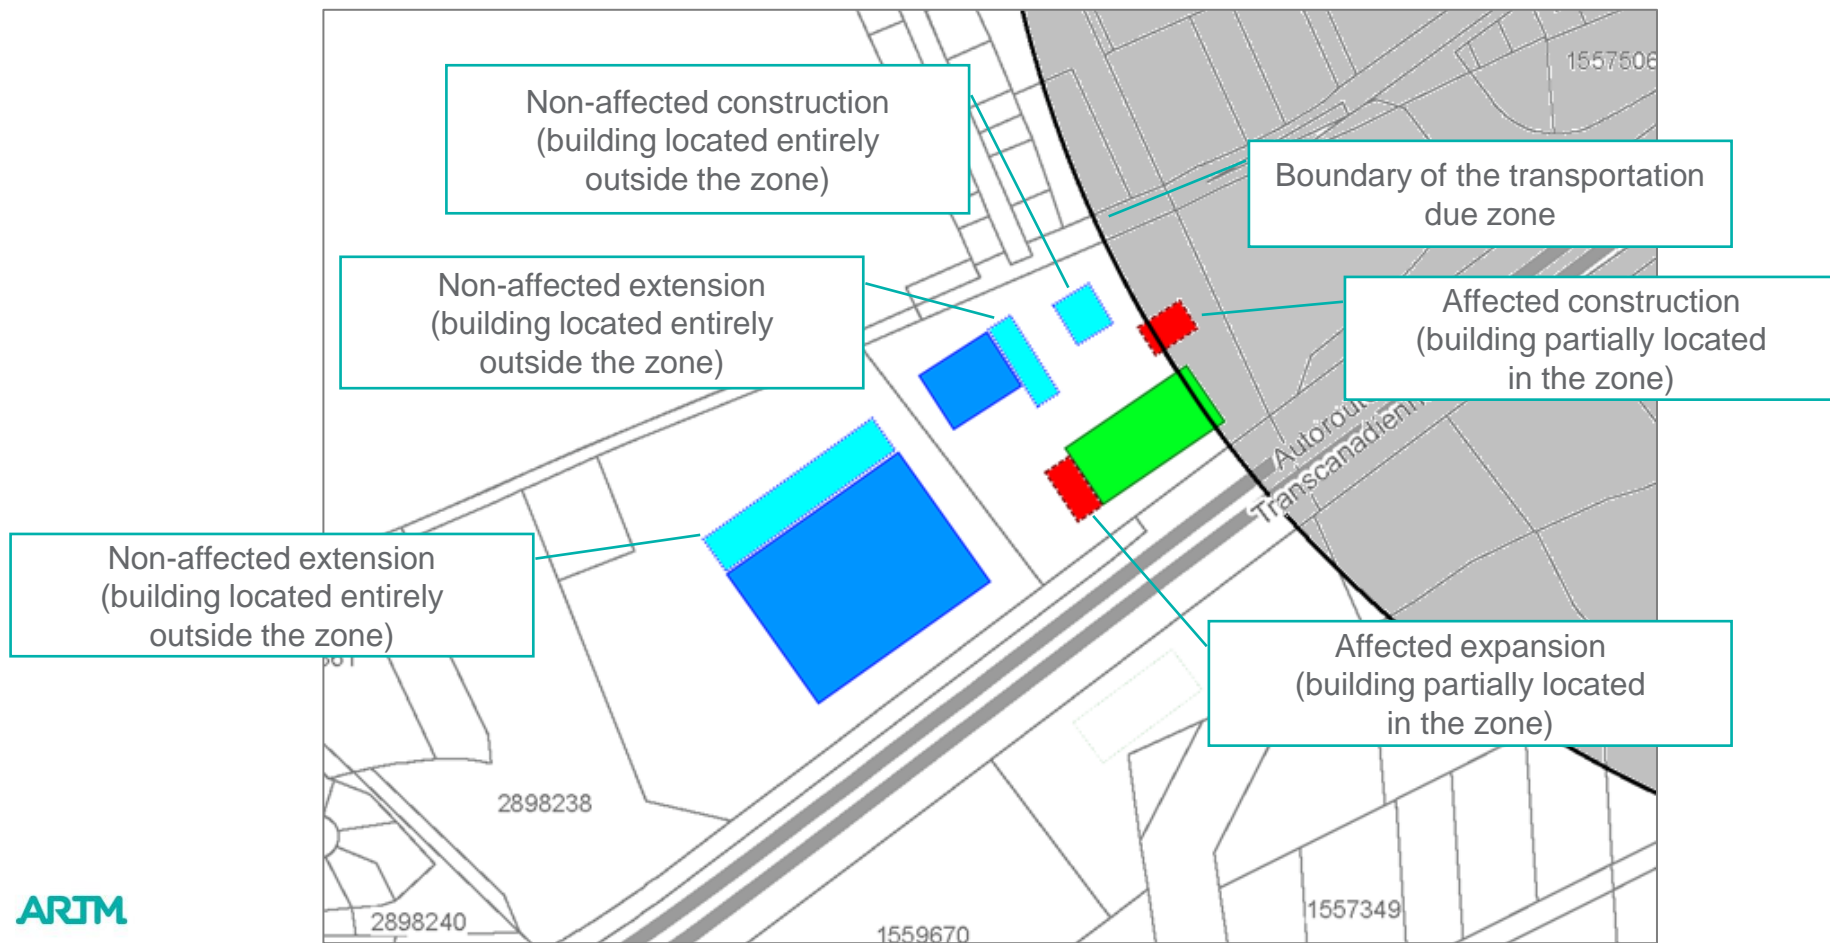 1557506
Non-affected construction
(building located entirely
outside the zone)
Boundary of the transportation
due zone
Non-affected extension
(building located entirely
outside the zone)
Affected construction
(building partially located
in the zone)
Transcanadienn
Non-affected extension
(building located entirely
outside the zone)
Affected expansion
(building partially located
in the zone)
2898238
ARTM
2898240
1559670
1557349